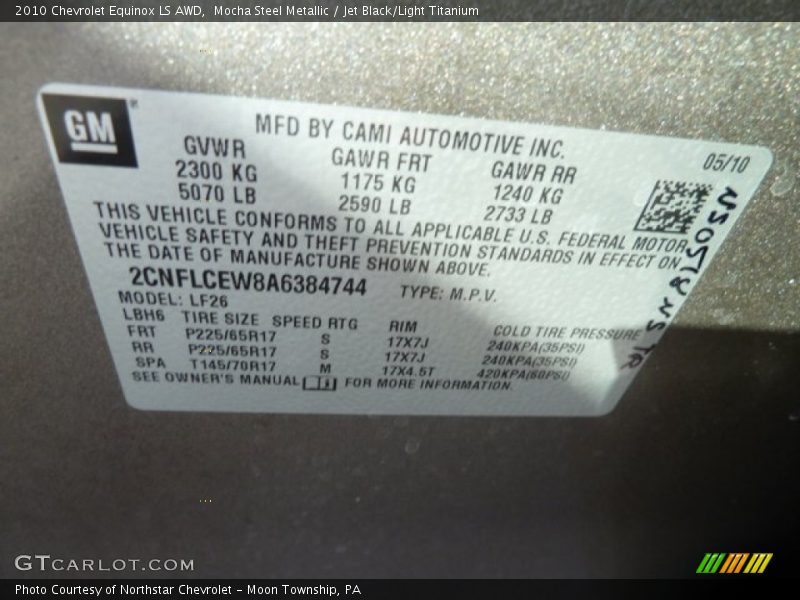 2010 Chevrolet Equinox LS AWD,  Mocha Steel Metallic / Jet Black/Light Titanium
GM
MFD BY CAMI AUTOMOTIVE INC.
05/10
GVWR GAWR FRT GAWR RR
2300 KG 1175 KG 1240 KG
5070 LB 2590 LB 2733 LB
THIS VEHICLE CONFORMS TO ALL APPLICABLE U.S. FEDERAL MOTOR
VEHICLE SAFETY AND THEFT PREVENTION STANDARDS IN EFFECT ON
THE DATE OF MANUFACTURE SHOWN ABOVE.
2CNFLCEW8A6384744 TYPE: M.P.V.
MODEL: LF26
LBH6 TIRE SIZE SPEED RTG RIM COLD TIRE PRESSURE
FRT P225/65R17 S 17X7J 240KPA(35PSI)
RR P225/65R17 S 17X7J 240KPA(35PSI)
SPA T145/70R17 M 17X4.5T 420KPA(60PSI)
SEE OWNER'S MANUAL FOR MORE INFORMATION.
GTCARLOT.COM
Photo Courtesy of Northstar Chevrolet - Moon Township, PA